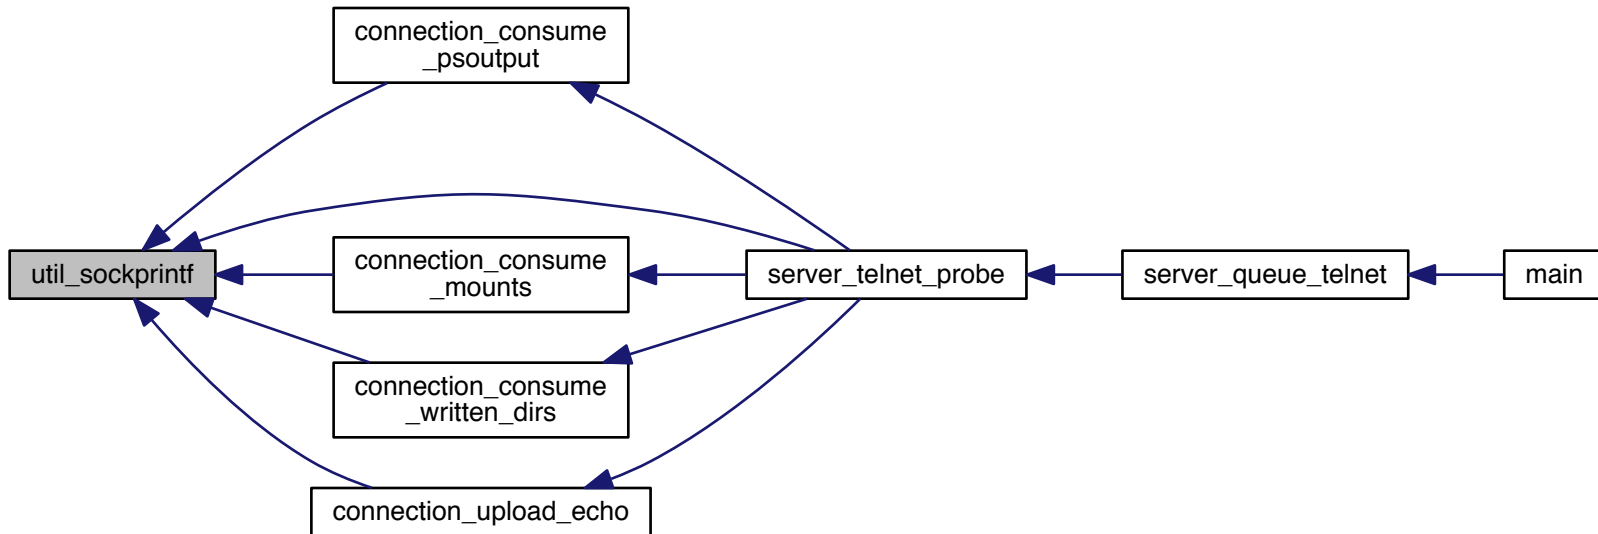 connection_consume
_psoutput
util_sockprintf
connection_consume
_mounts
server_telnet_probe
server_queue_telnet
main
connection_consume
_written_dirs
connection_upload_echo